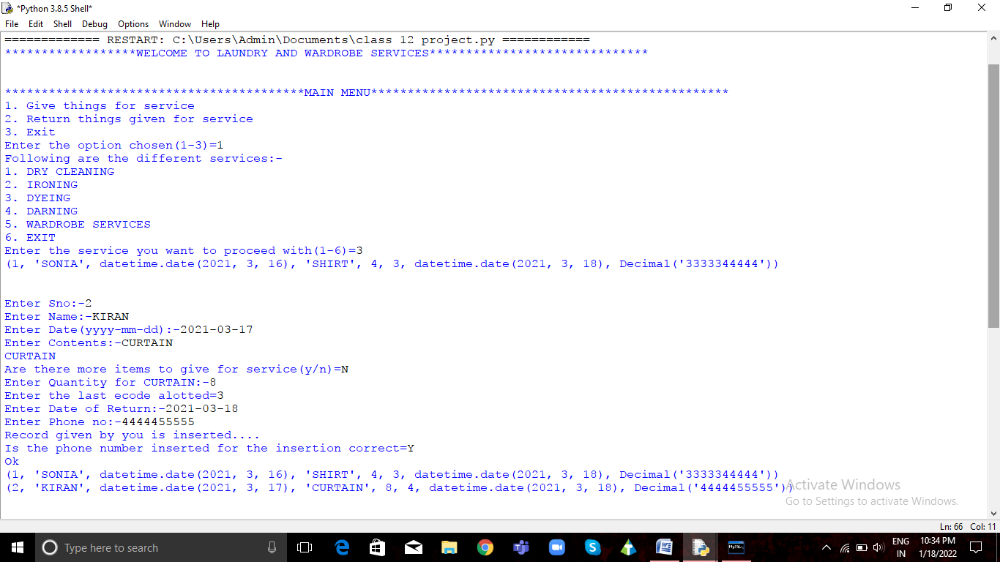 *Python 3.8.5 Shell*
File Edit Shell Debug Options Window Help
============= RESTART: C:\Users\Admin\Documents\class 12 project.py ============
******************WELCOME TO LAUNDRY AND WARDROBE SERVICES******************************
*****************************************MAIN MENU*************************************************
1. Give things for service
2. Return things given for service
3. Exit
Enter the option chosen(1-3)=1
Following are the different services:-
1. DRY CLEANING
2. IRONING
3. DYEING
4. DARNING
5. WARDROBE SERVICES
6. EXIT
Enter the service you want to proceed with(1-6)=3
(1, 'SONIA', datetime.date(2021, 3, 16), 'SHIRT', 4, 3, datetime.date(2021, 3, 18), Decimal('3333344444'))
Enter Sno:-2
Enter Name:-KIRAN
Enter Date(yyyy-mm-dd):-2021-03-17
Enter Contents:-CURTAIN
CURTAIN
Are there more items to give for service(y/n)=N
Enter Quantity for CURTAIN:-8
Enter the last ecode alotted=3
Enter Date of Return:-2021-03-18
Enter Phone no:-4444455555
Record given by you is inserted....
Is the phone number inserted for the insertion correct=Y
Ok
(1, 'SONIA', datetime.date(2021, 3, 16), 'SHIRT', 4, 3, datetime.date(2021, 3, 18), Decimal('3333344444'))
(2, 'KIRAN', datetime.date(2021, 3, 17), 'CURTAIN', 8, 4, datetime.date(2021, 3, 18), Decimal('4444455555'))
Activate Windows
Go to Settings to activate Windows.
Ln: 66 Col: 11
Type here to search
MySQL
ENG
IN
10:34 PM
1/18/2022